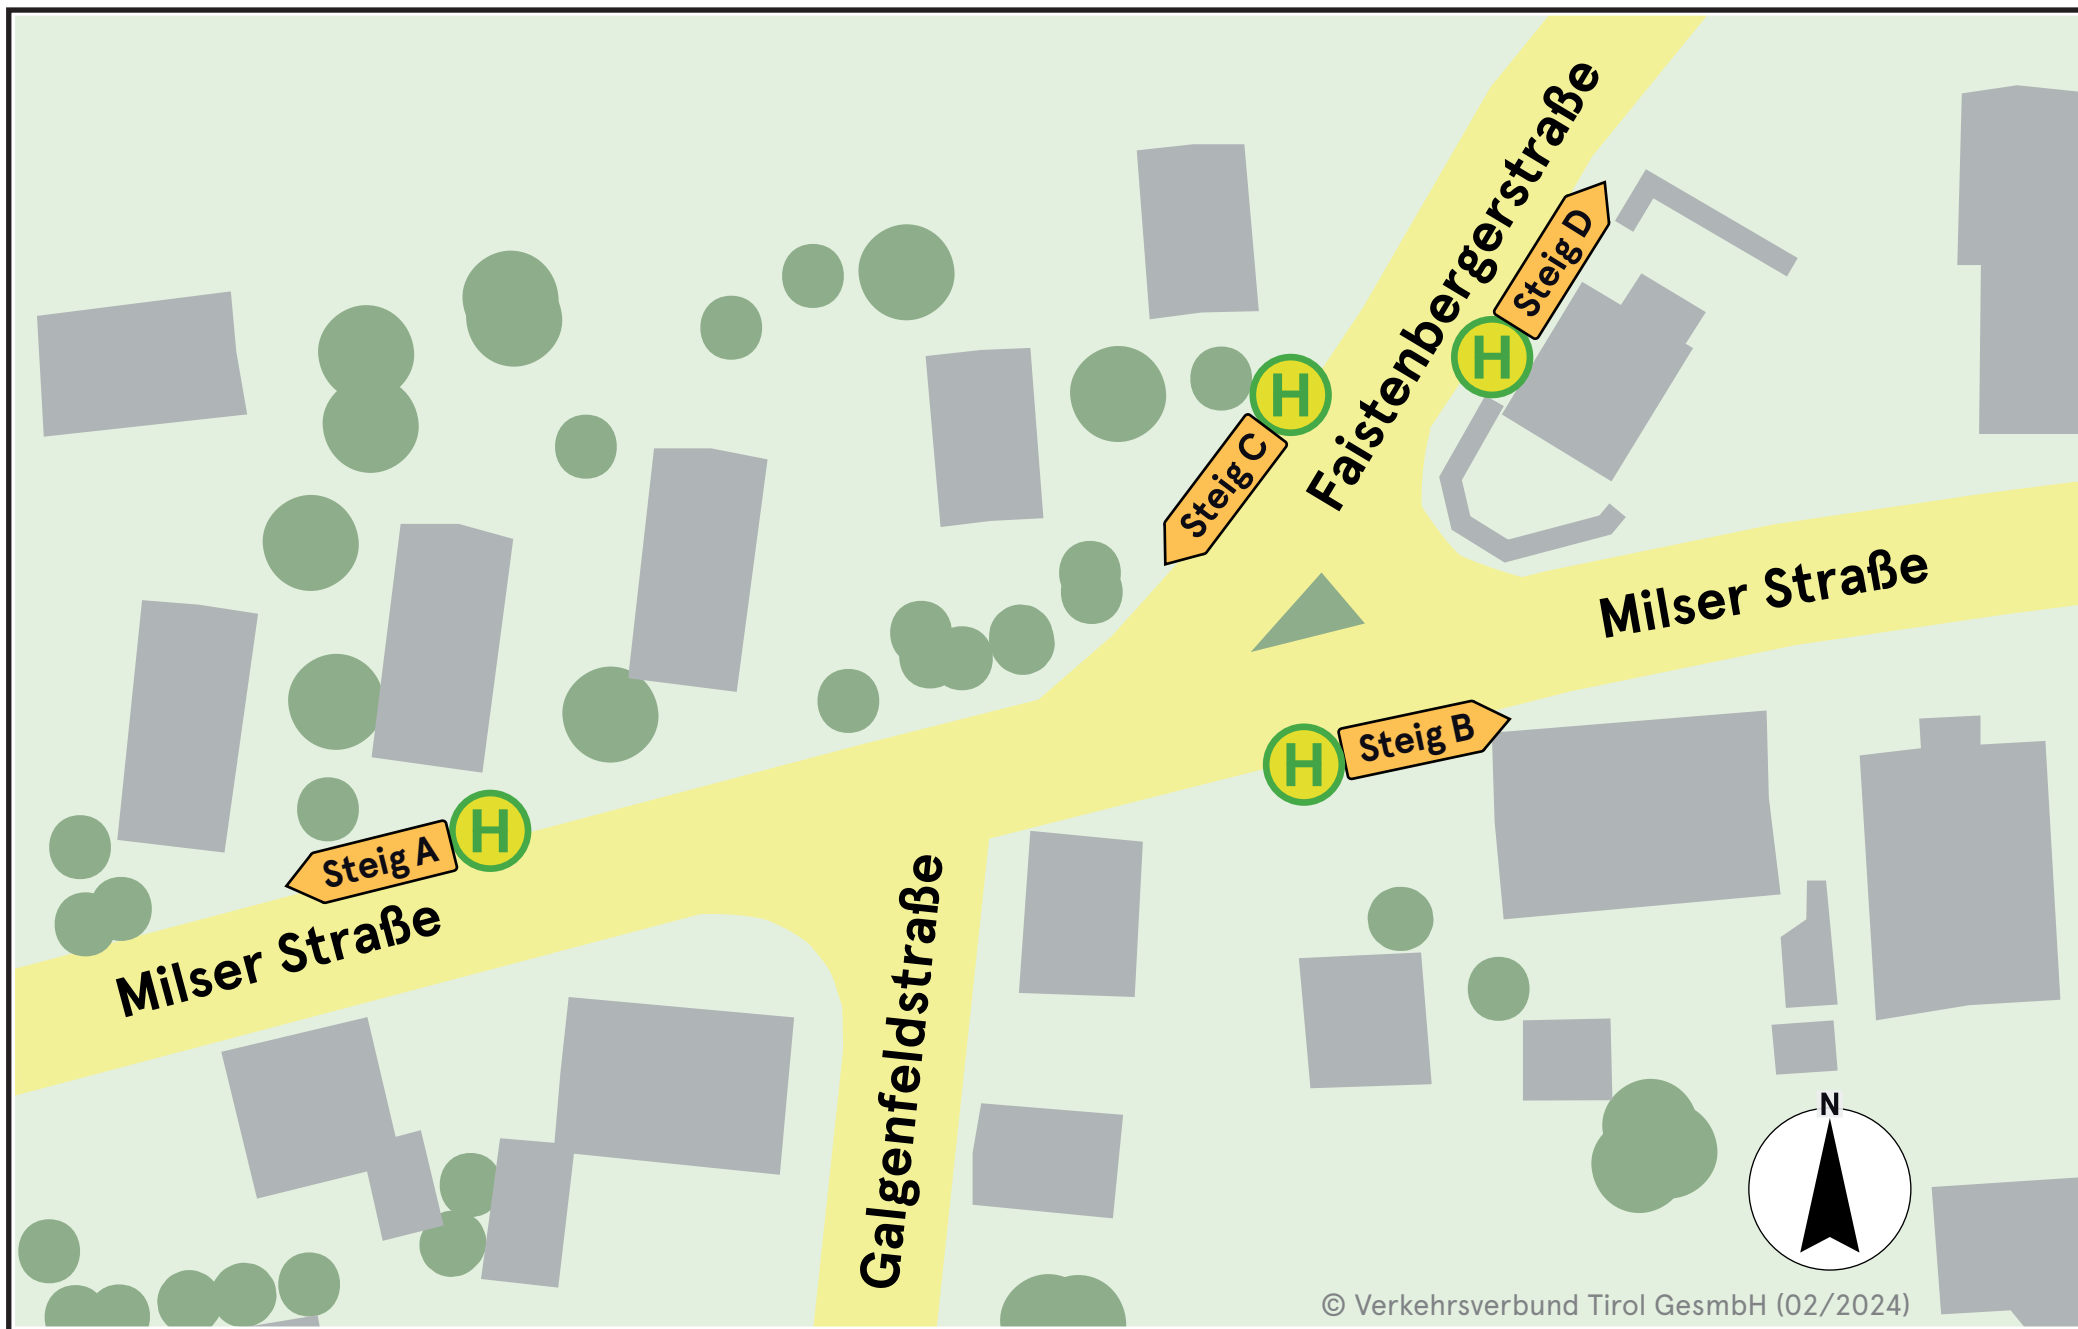 Faistenbergerstraße
Steig D
H
H
Steig C
Milser Straße
H
Steig B
H
Steig A
Milser Straße
Galgenfeldstraße
N
© Verkehrsverbund Tirol GesmbH (02/2024)